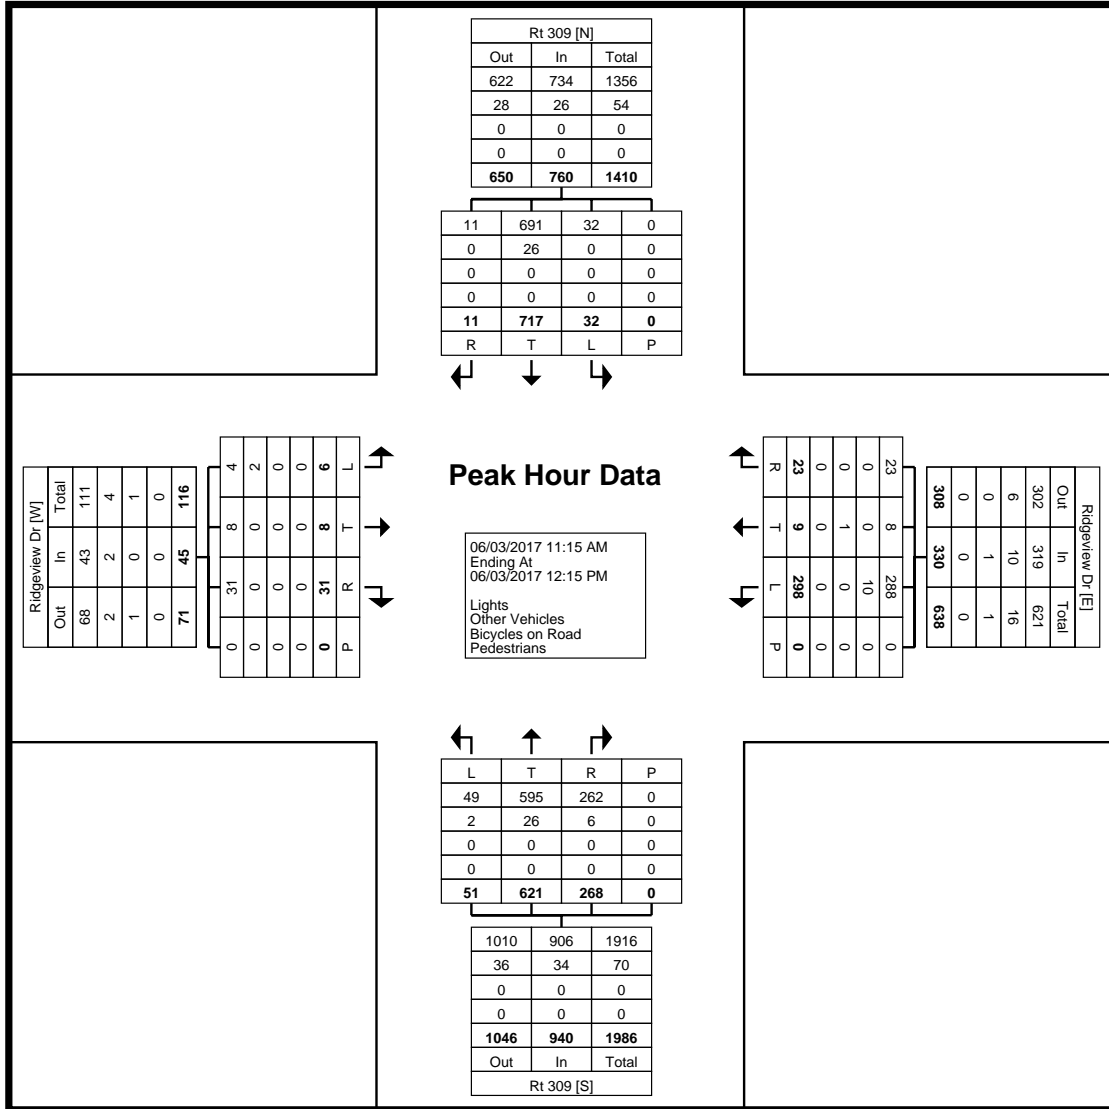 Rt 309 [N]
Out In Total
622 734 1356
28 26 54
0 0 0
0 0 0
650 760 1410
11 691 32 0
0 26 0 0
0 0 0 0
0 0 0 0
11 717 32 0
R T L P
Ridgeview Dr [W]
Total 111 4 1 0 116
In 43 2 0 0 45
Out 68 2 1 0 71
4 2 0 0 6 L
8 0 0 0 8 T
31 0 0 0 31 R
0 0 0 0 0 P
Peak Hour Data
06/03/2017 11:15 AM
Ending At
06/03/2017 12:15 PM
Lights
Other Vehicles
Bicycles on Road
Pedestrians
R 23 0 0 0 23
T 9 0 1 0 8
L 298 0 0 10 288
P 0 0 0 0 0
308 0 0 6 302 Out
330 0 1 10 319 In
638 0 1 16 621 Total
Ridgeview Dr [E]
L T R P
49 595 262 0
2 26 6 0
0 0 0 0
0 0 0 0
51 621 268 0
1010 906 1916
36 34 70
0 0 0
0 0 0
1046 940 1986
Out In Total
Rt 309 [S]